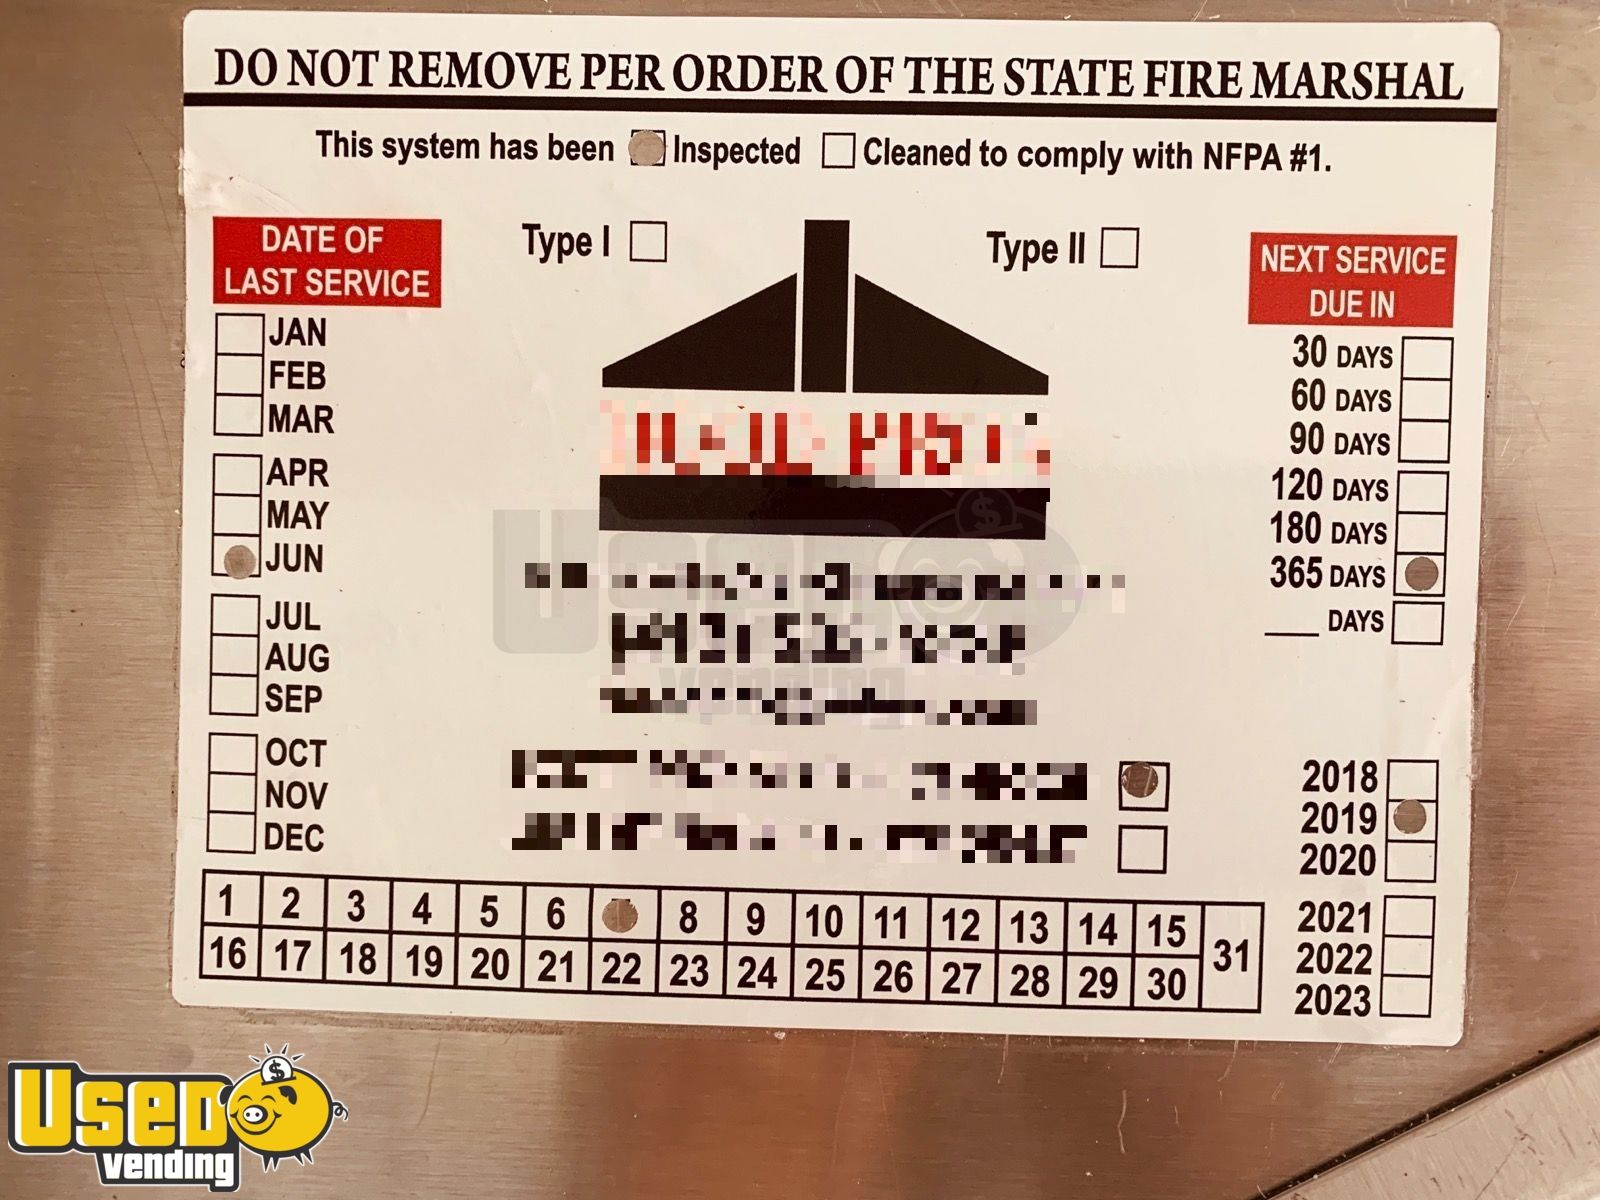 DO NOT REMOVE PER ORDER OF THE STATE FIRE MARSHAL
This system has been Inspected Cleaned to comply with NFPA #1.
DATE OF
LAST SERVICE
Type I
Type II
NEXT SERVICE
DUE IN
JAN
FEB
MAR
APR
MAY
JUN
JUL
AUG
SEP
OCT
NOV
DEC
30 DAYS
60 DAYS
90 DAYS
120 DAYS
180 DAYS
365 DAYS
___ DAYS
2018
2019
2020
2021
2022
2023
1 2 3 4 5 6 8 9 10 11 12 13 14 15 31
16 17 18 19 20 21 22 23 24 25 26 27 28 29 30
$
Used
vending
$
Used
vending